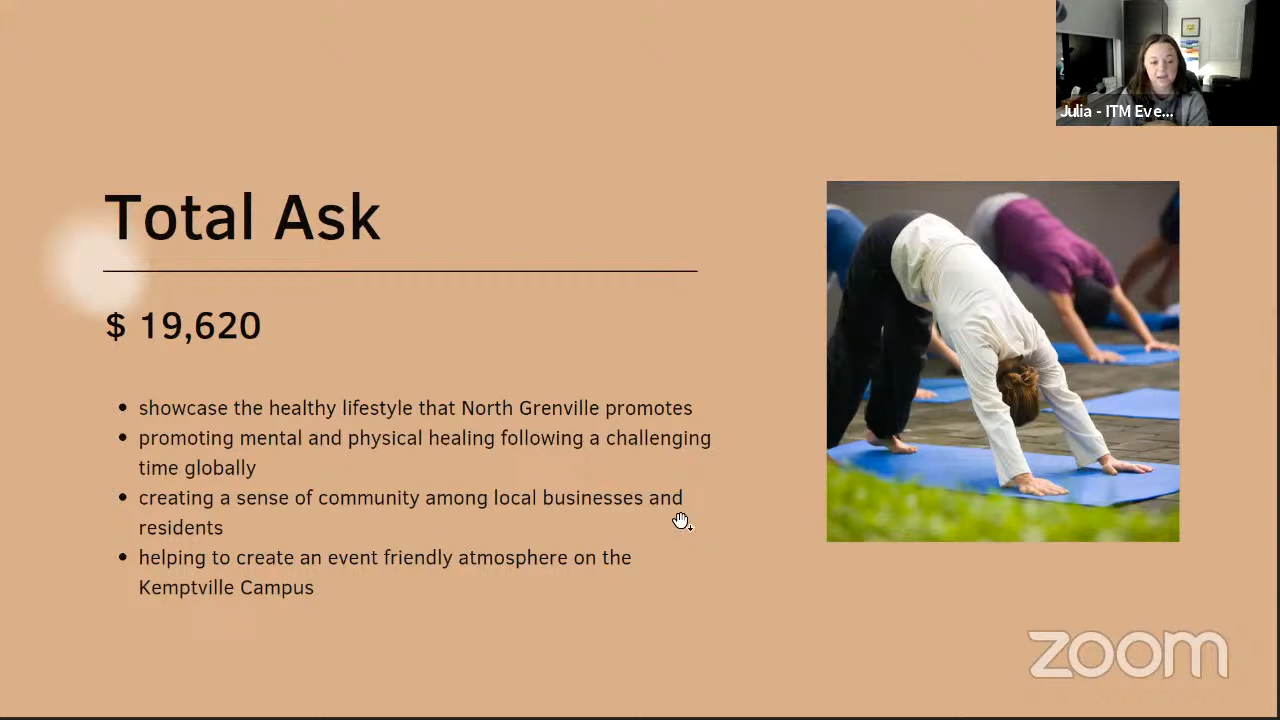 Julia - ITM Eve...
Total Ask
$ 19,620
showcase the healthy lifestyle that North Grenville promotes
promoting mental and physical healing following a challenging
time globally
creating a sense of community among local businesses and
residents
helping to create an event friendly atmosphere on the
Kemptville Campus
zoom